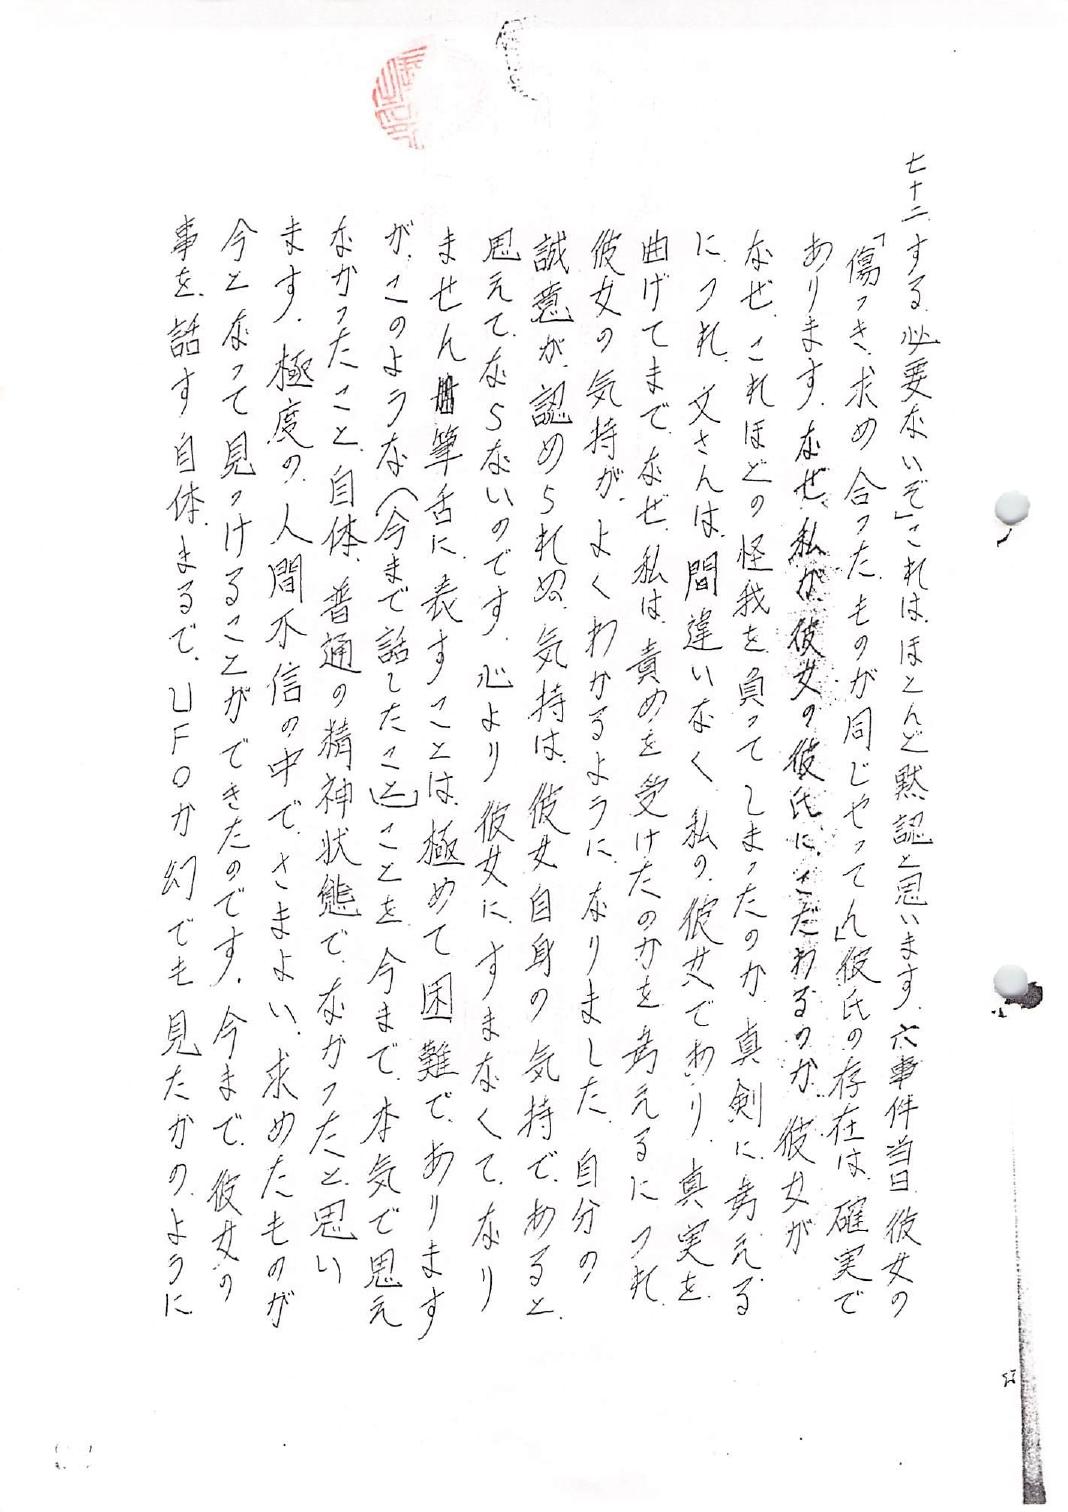 七十二、する、必要ないぞ」これは、ほとんど黙認と思います、六事件当日、彼女の
「傷つき、求め合った、ものが同じやってん」彼氏の存在は、確実で
あります、なぜ、私が、彼女の彼氏に、こだわるのか、彼女が
なぜ、これほどの怪我を、負ってしまったのか、真剣に、考える
につれ、父さんは、間違いなく、私の、彼女であり、真実を
曲げてまで、なぜ、私は、責めを受けたのかを考えるにつれ、
彼女の気持が、よくわかるように、なりました、自分の
誠意が、認められぬ、気持は、彼女自身の気持で、あると、
思えて、ならないのです、心より彼女に、すまなくて、なり
ません、筆舌に、表すことは、極めて困難で、あります
が、このような(今まで話したこと)ことを、今まで、本気で思え
なかったこと、自体、普通の精神状態で、なかったと、思い
ます、極度の、人間不信の中で、さまよい、求めたものが
今となって見つけることができたのです、今まで、彼女の
事を、話す自体、まるで、UFOか幻でも見たかのように